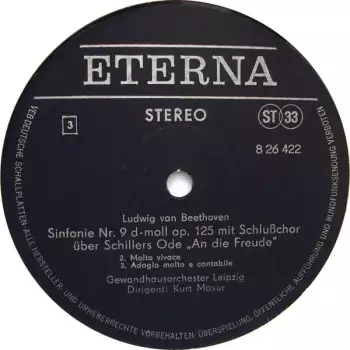 ETERNA
STEREO
ST 33
3
8 26 422
Ludwig van Beethoven
Sinfonie Nr. 9 d-moll op. 125 mit Schlußchor
über Schillers Ode „An die Freude“
2. Molto vivace
3. Adagio molto e cantabile
Gewandhausorchester Leipzig
Dirigent: Kurt Masur
VEB DEUTSCHE SCHALLPLATTEN · ALLE HERSTELLER- UND URHEBERRECHTE VORBEHALTEN · ÜBERSPIELUNG, ÖFFENTLICHE AUFFÜHRUNG UND RUNDFUNKSENDUNG VERBOTEN